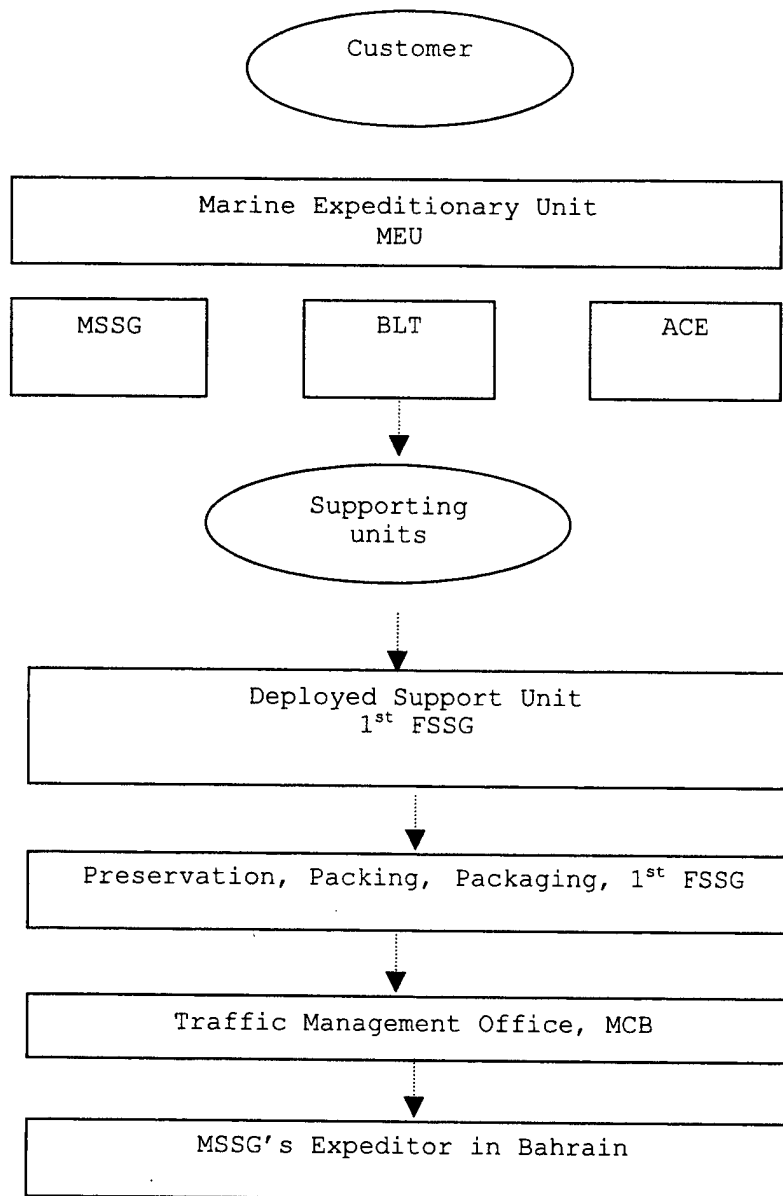 Customer
Marine Expeditionary Unit
MEU
MSSG
BLT
ACE
Supporting
units
Deployed Support Unit
1st FSSG
Preservation, Packing, Packaging, 1st FSSG
Traffic Management Office, MCB
MSSG's Expeditor in Bahrain